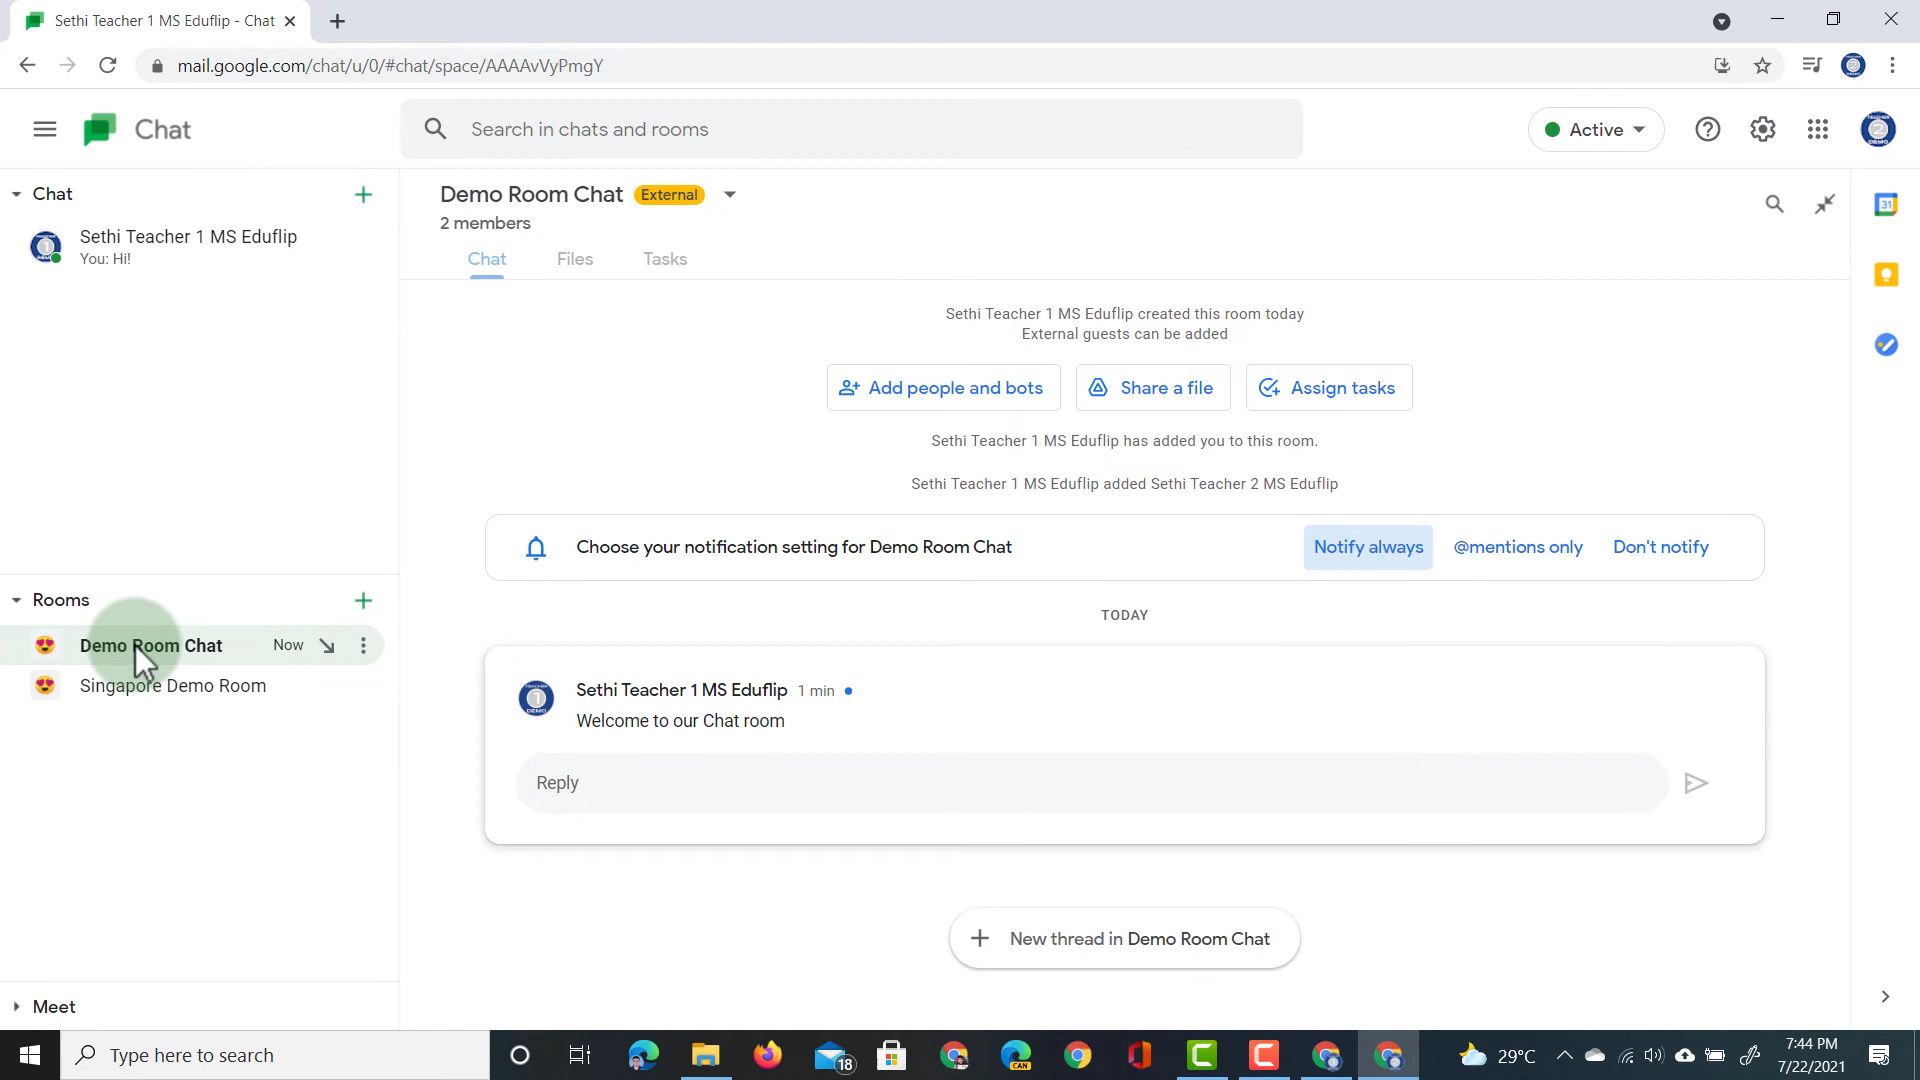 Sethi Teacher 1 MS Eduflip - Chat
mail.google.com/chat/u/0/#chat/space/AAAAvVyPmgY
Chat
Search in chats and rooms
Active
Chat
Sethi Teacher 1 MS Eduflip
You: Hi!
Demo Room Chat External
2 members
Chat Files Tasks
31
Sethi Teacher 1 MS Eduflip created this room today
External guests can be added
Add people and bots
Share a file
Assign tasks
Sethi Teacher 1 MS Eduflip has added you to this room.
Sethi Teacher 1 MS Eduflip added Sethi Teacher 2 MS Eduflip
Choose your notification setting for Demo Room Chat
Notify always @mentions only Don't notify
TODAY
Rooms
Demo Room Chat Now
Singapore Demo Room
Sethi Teacher 1 MS Eduflip 1 min
Welcome to our Chat room
Reply
New thread in Demo Room Chat
Meet
Type here to search
18
CAN
29°C
7:44 PM
7/22/2021